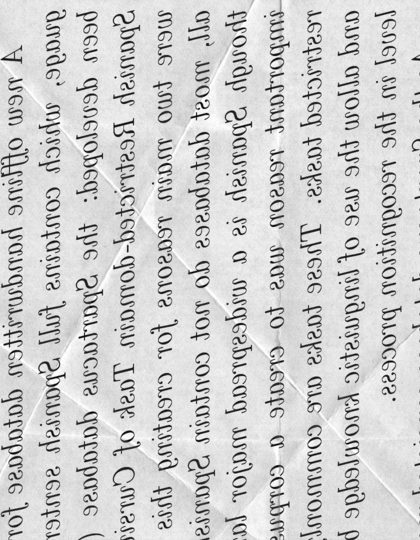 A new offline handwritten database for
guage, which contains full Spanish senten
been developed: the Spartacus database (
Spanish Restricted-domain Task of Cursi
were two main reasons for creating this
all, most databases do not contain Spanis
though Spanish is a widespread major la
important reason was to create a corpus
restricted tasks. These tasks are common
and allow the use of linguistic knowledge b
level in the recognition process.